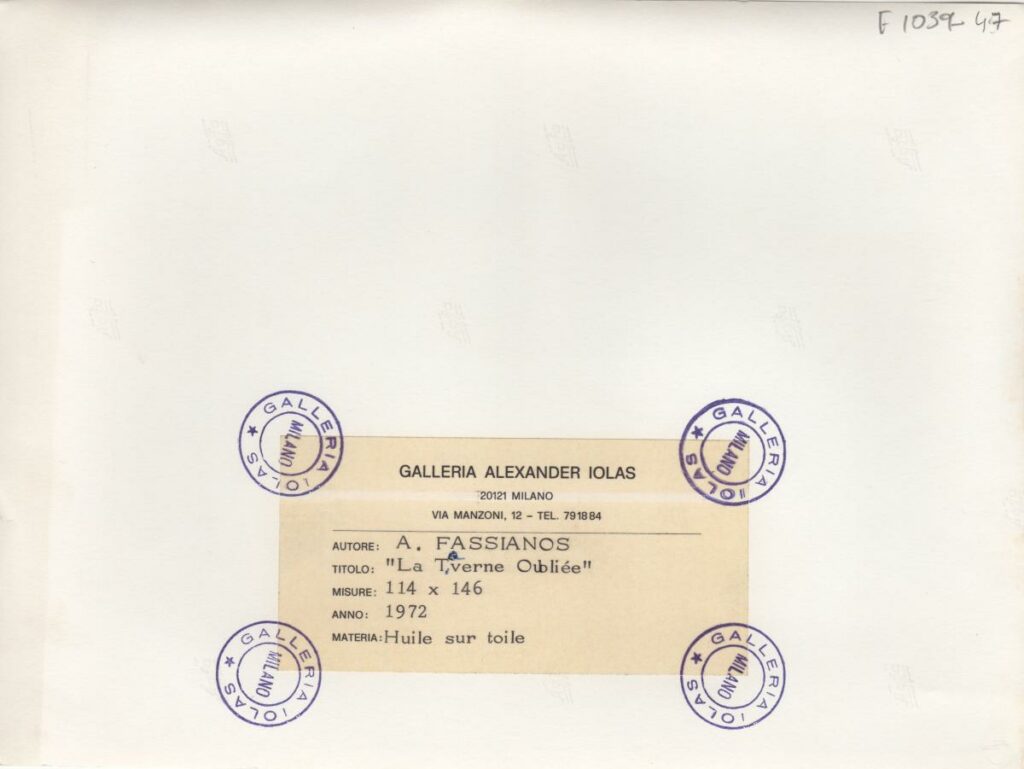 F 1039 47
GALLERIA IOLAS ★
MILANO
GALLERIA IOLAS ★
MILANO
GALLERIA ALEXANDER IOLAS
20121 MILANO
VIA MANZONI, 12 – TEL. 791884
AUTORE: A. FASSIANOS
TITOLO: "La Taverne Oubliée"
MISURE: 114 x 146
ANNO: 1972
MATERIA: Huile sur toile
GALLERIA IOLAS ★
MILANO
GALLERIA IOLAS ★
MILANO